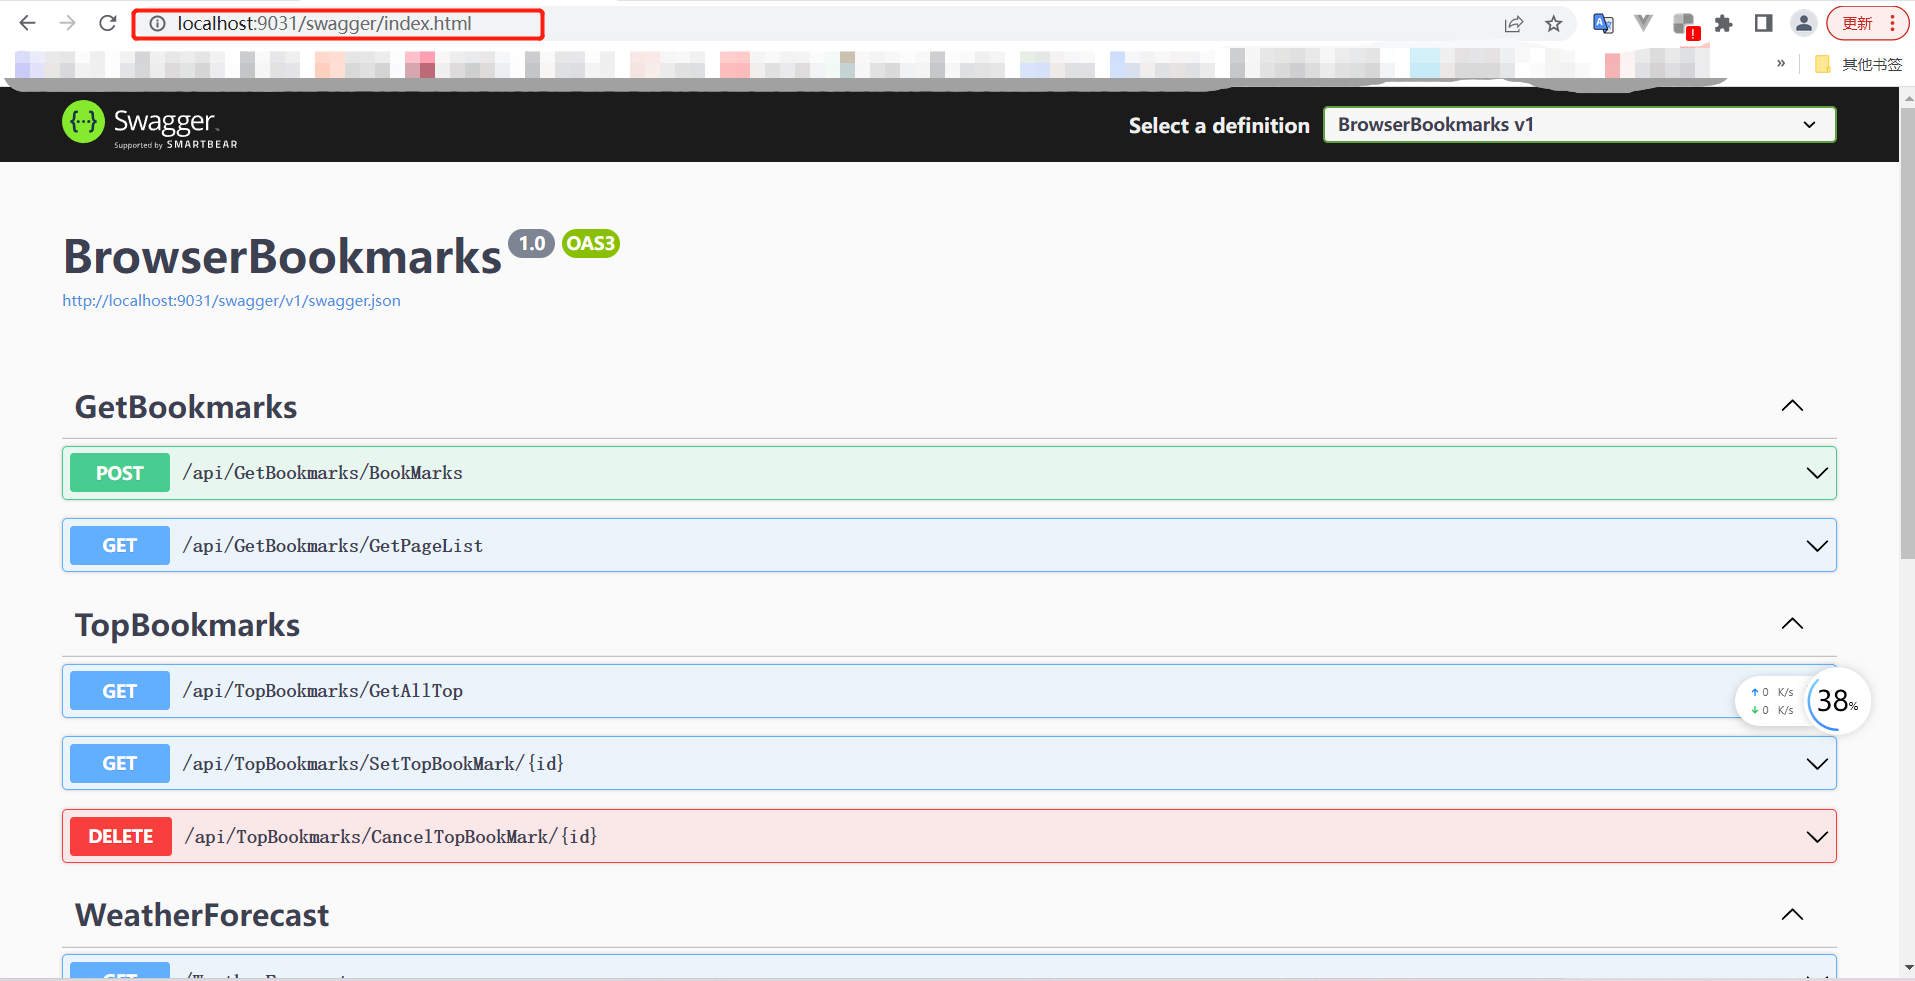 localhost:9031/swagger/index.html
更新
»
其他书签
Swagger
Supported by SMARTBEAR
Select a definition
BrowserBookmarks v1
BrowserBookmarks 1.0 OAS3
http://localhost:9031/swagger/v1/swagger.json
GetBookmarks
POST /api/GetBookmarks/BookMarks
GET /api/GetBookmarks/GetPageList
TopBookmarks
GET /api/TopBookmarks/GetAllTop
↑ 0 K/s
↓ 0 K/s
38%
GET /api/TopBookmarks/SetTopBookMark/{id}
DELETE /api/TopBookmarks/CancelTopBookMark/{id}
WeatherForecast
GET